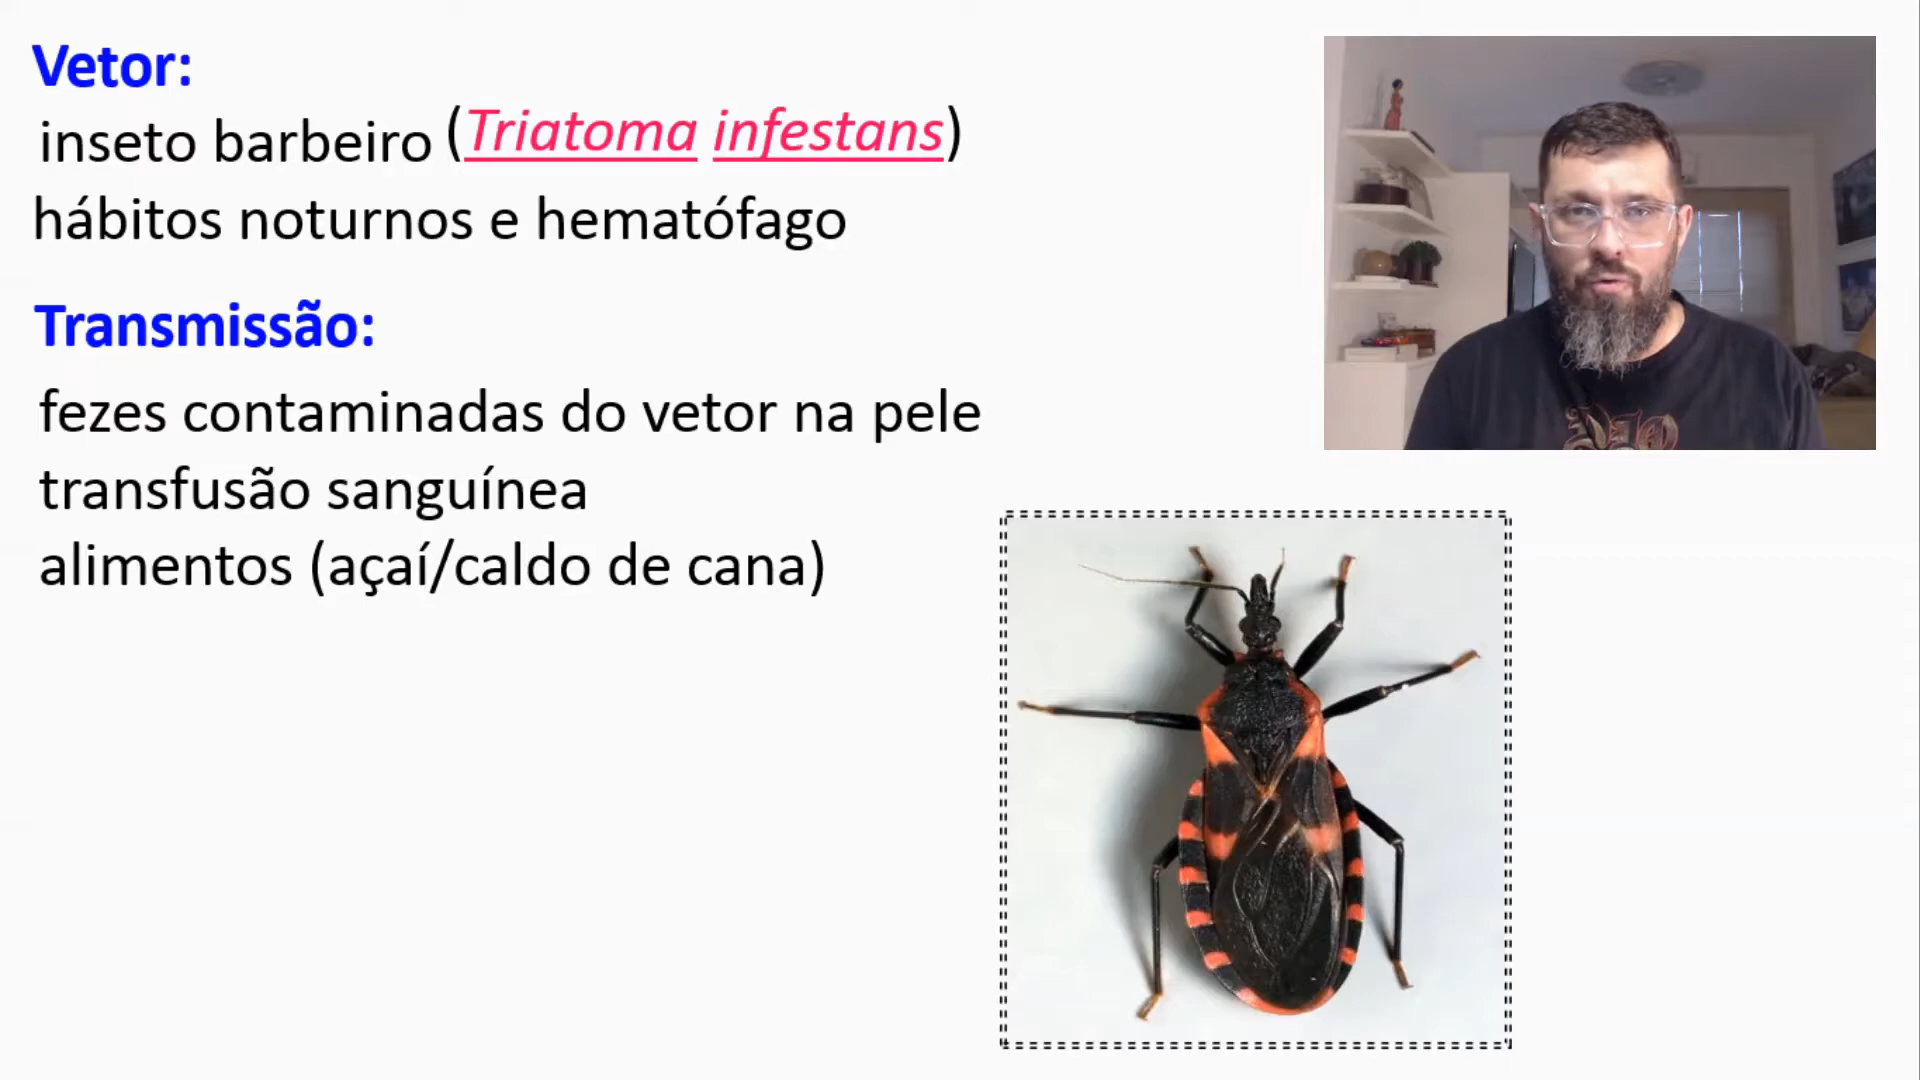 Vetor:
inseto barbeiro (Triatoma infestans)
hábitos noturnos e hematófago
Transmissão:
fezes contaminadas do vetor na pele
transfusão sanguínea
alimentos (açaí/caldo de cana)